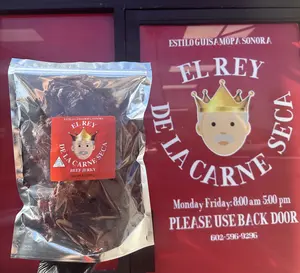 ESTILO GUISAMOPA SONORA
EL REY
DE LA CARNE SECA
Monday-Friday: 8:00 am-5:00 pm
PLEASE USE BACK DOOR
602-596-9296
EL REY
DE LA CARNE SECA
BEEF JERKY